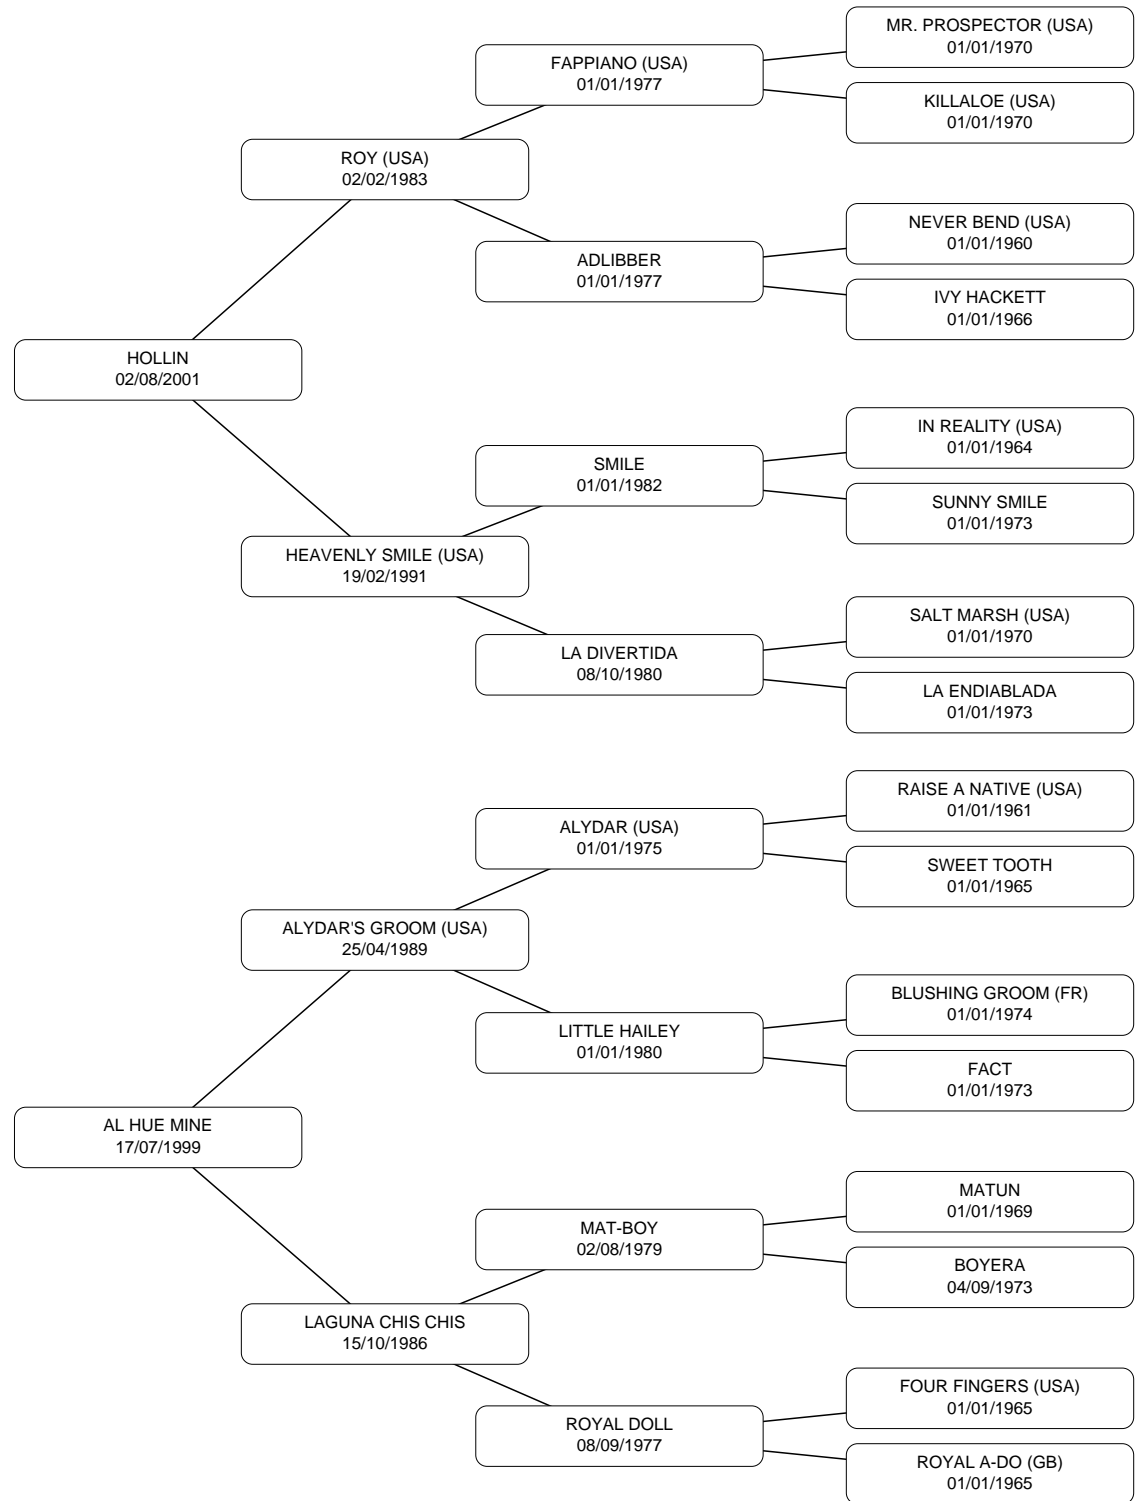 MR. PROSPECTOR (USA)
01/01/1970
FAPPIANO (USA)
01/01/1977
KILLALOE (USA)
01/01/1970
ROY (USA)
02/02/1983
NEVER BEND (USA)
01/01/1960
ADLIBBER
01/01/1977
IVY HACKETT
01/01/1966
HOLLIN
02/08/2001
IN REALITY (USA)
01/01/1964
SMILE
01/01/1982
SUNNY SMILE
01/01/1973
HEAVENLY SMILE (USA)
19/02/1991
SALT MARSH (USA)
01/01/1970
LA DIVERTIDA
08/10/1980
LA ENDIABLADA
01/01/1973
RAISE A NATIVE (USA)
01/01/1961
ALYDAR (USA)
01/01/1975
SWEET TOOTH
01/01/1965
ALYDAR'S GROOM (USA)
25/04/1989
BLUSHING GROOM (FR)
01/01/1974
LITTLE HAILEY
01/01/1980
FACT
01/01/1973
AL HUE MINE
17/07/1999
MATUN
01/01/1969
MAT-BOY
02/08/1979
BOYERA
04/09/1973
LAGUNA CHIS CHIS
15/10/1986
FOUR FINGERS (USA)
01/01/1965
ROYAL DOLL
08/09/1977
ROYAL A-DO (GB)
01/01/1965